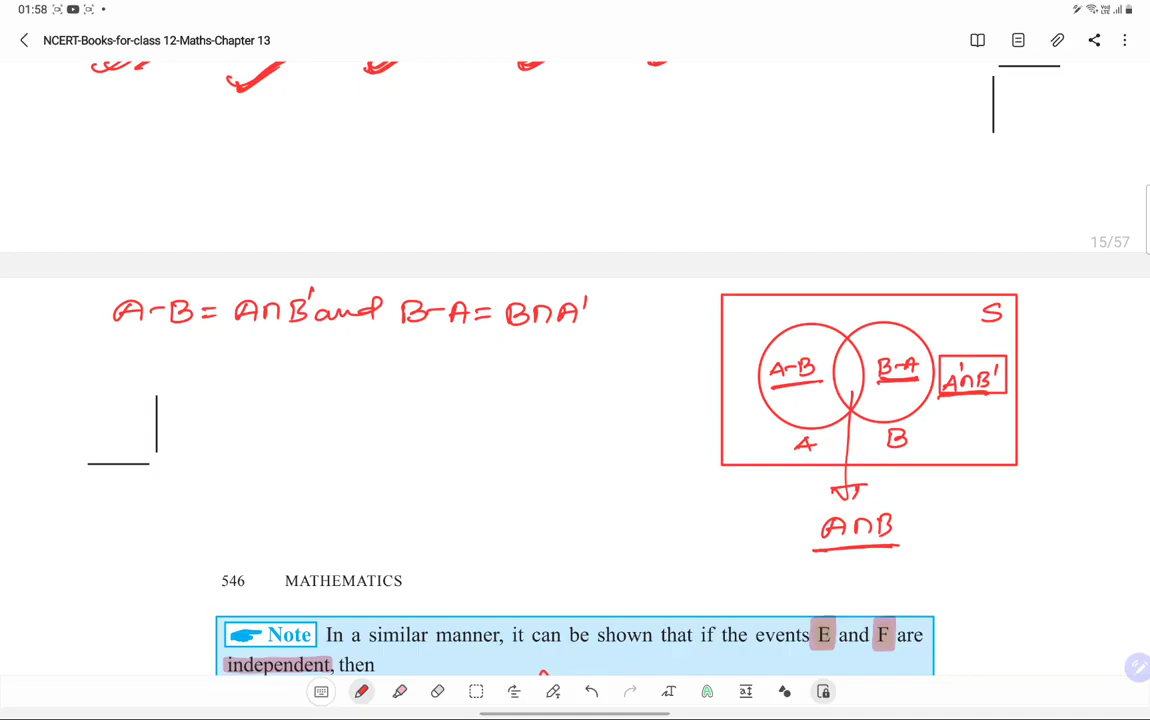 01:58
NCERT-Books-for class 12-Maths-Chapter 13
15/57
A-B = A∩B' and B-A = B∩A'
S
A-B
B-A
A'∩B'
A
B
A∩B
546 MATHEMATICS
Note In a similar manner, it can be shown that if the events E and F are
independent, then